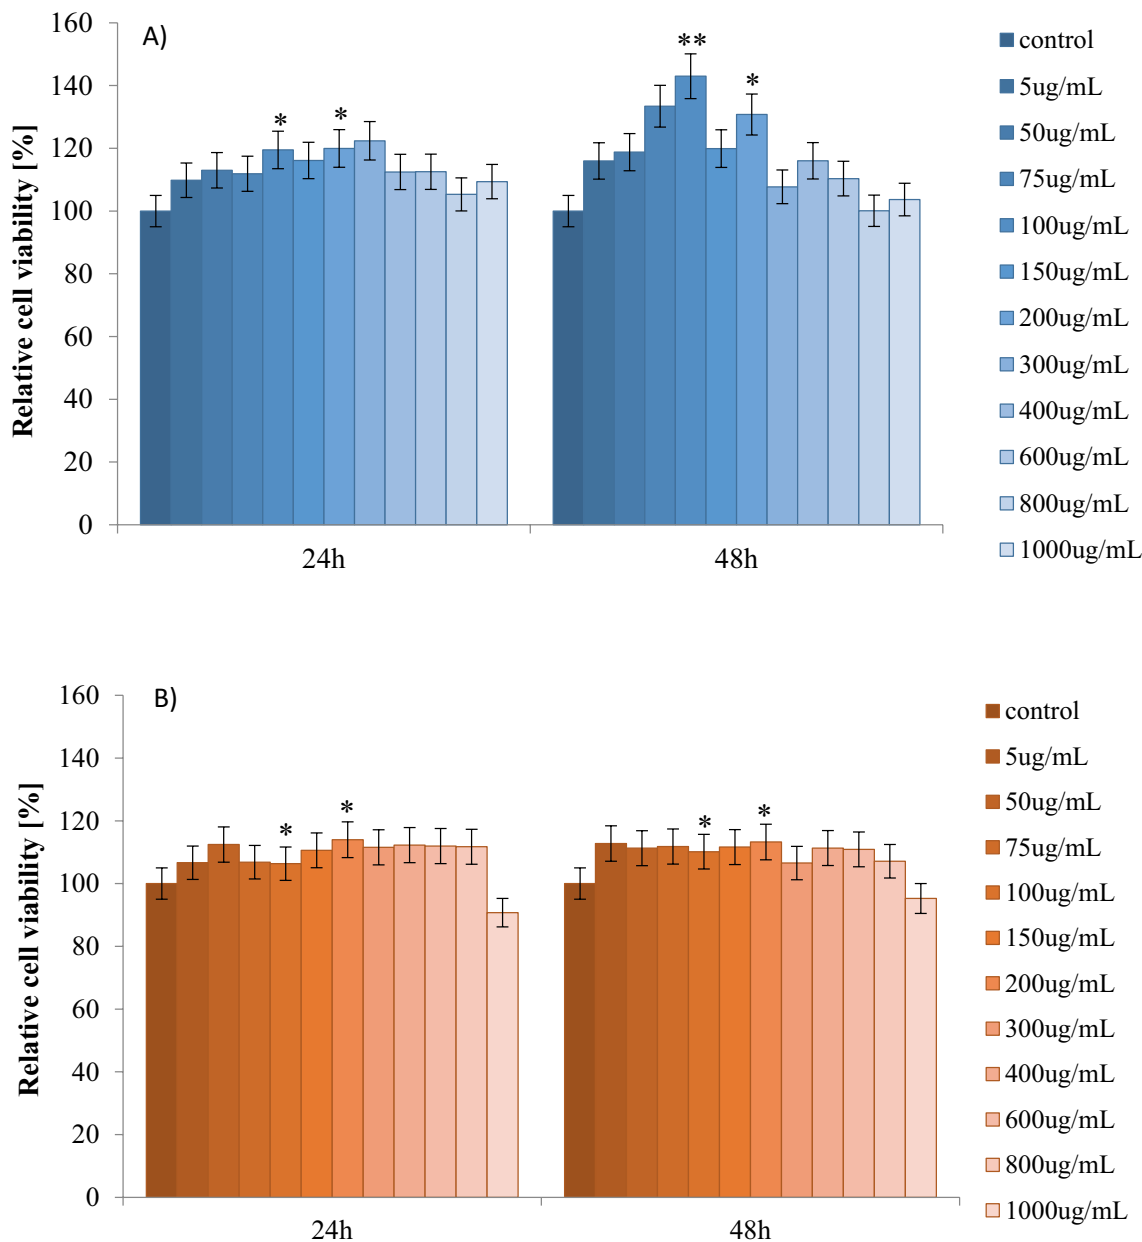 A)
Relative cell viability [%]
160
140
120
100
80
60
40
20
0
* * ** *
24h 48h
control
5ug/mL
50ug/mL
75ug/mL
100ug/mL
150ug/mL
200ug/mL
300ug/mL
400ug/mL
600ug/mL
800ug/mL
1000ug/mL
B)
Relative cell viability [%]
160
140
120
100
80
60
40
20
0
* * * *
24h 48h
control
5ug/mL
50ug/mL
75ug/mL
100ug/mL
150ug/mL
200ug/mL
300ug/mL
400ug/mL
600ug/mL
800ug/mL
1000ug/mL